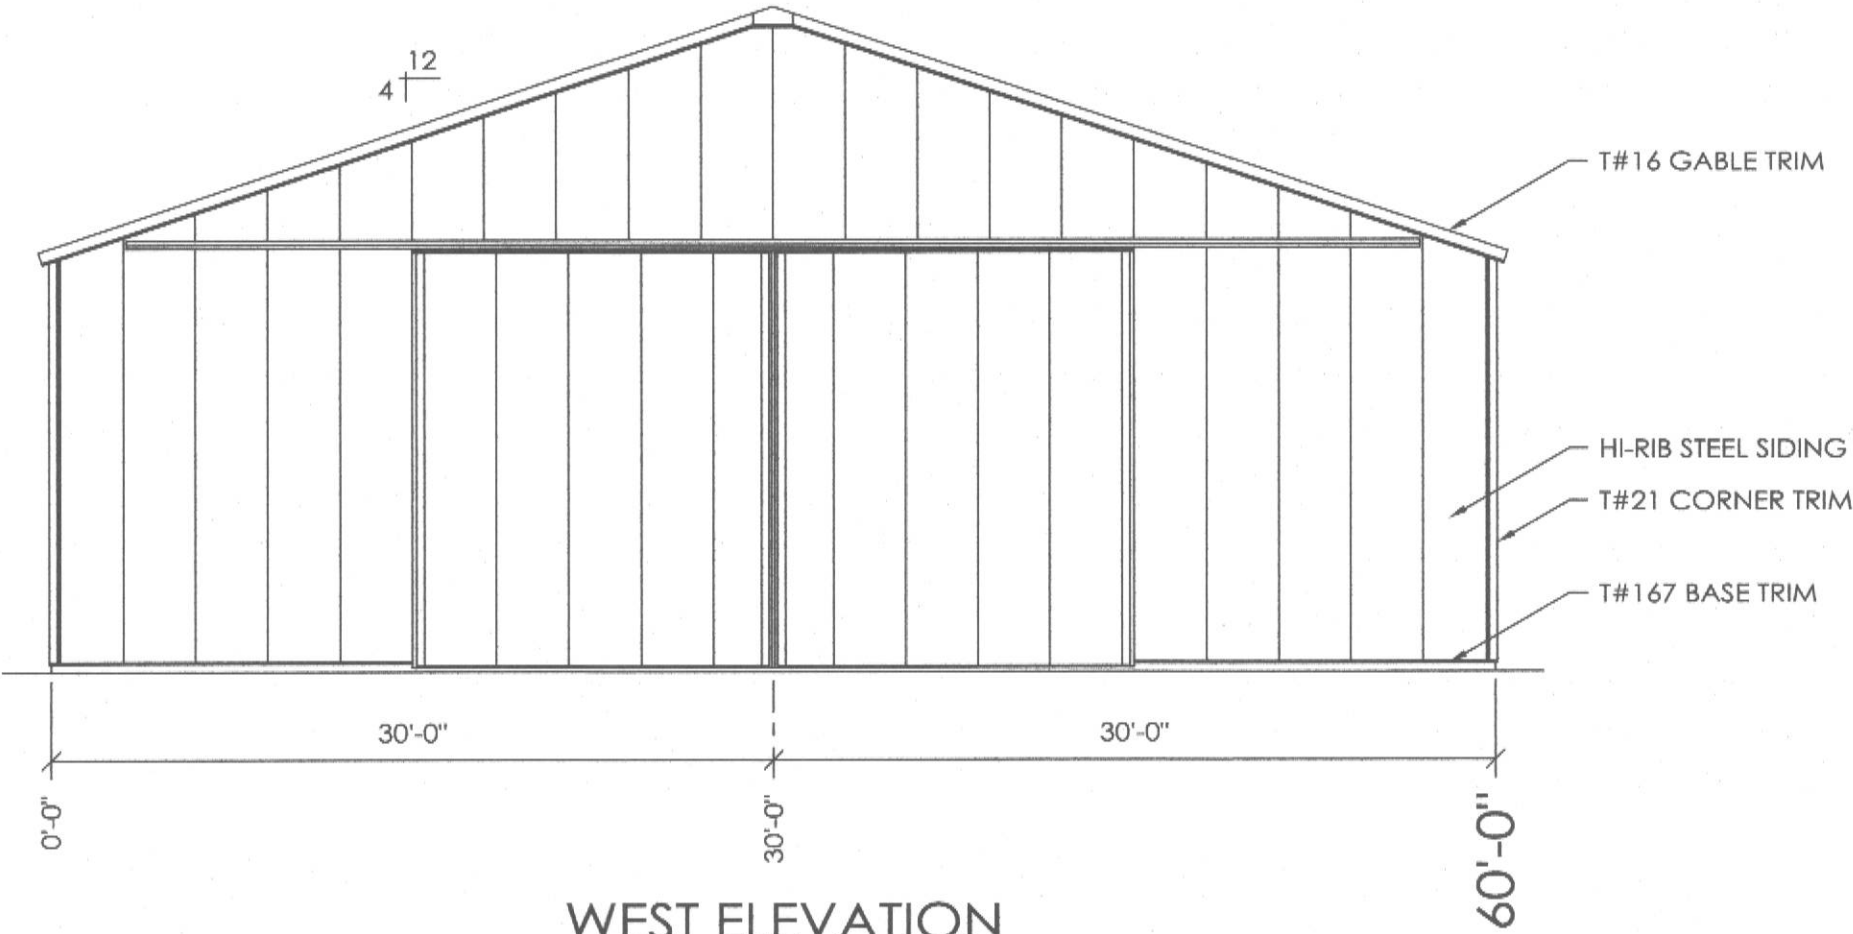 12
4
T#16 GABLE TRIM
HI-RIB STEEL SIDING
T#21 CORNER TRIM
T#167 BASE TRIM
30'-0"
30'-0"
0'-0"
30'-0"
60'-0"
WEST ELEVATION